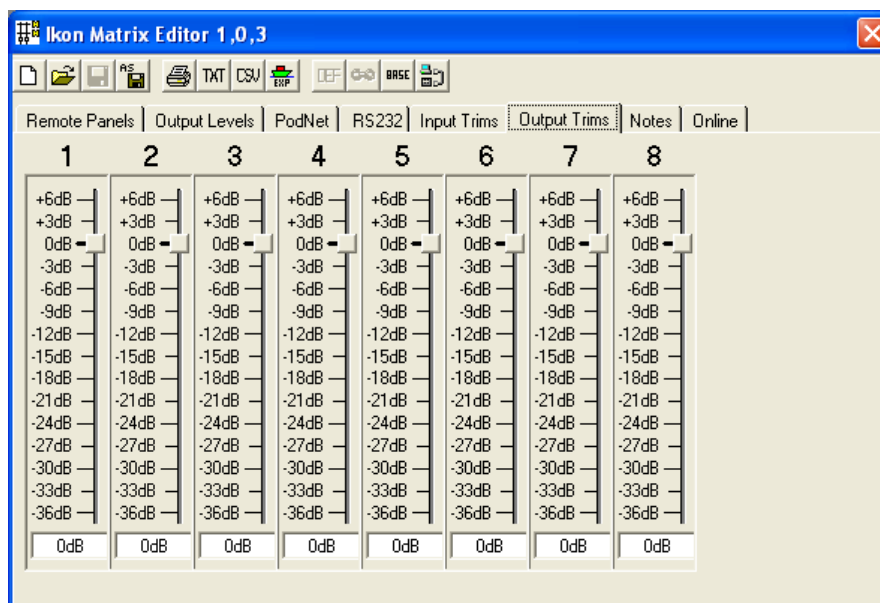 Ikon Matrix Editor 1,0,3
AS TXT CSV EXP DEF BASE
Remote Panels Output Levels PodNet RS232 Input Trims Output Trims Notes Online
1 2 3 4 5 6 7 8
+6dB +6dB +6dB +6dB +6dB +6dB +6dB +6dB
+3dB +3dB +3dB +3dB +3dB +3dB +3dB +3dB
0dB 0dB 0dB 0dB 0dB 0dB 0dB 0dB
-3dB -3dB -3dB -3dB -3dB -3dB -3dB -3dB
-6dB -6dB -6dB -6dB -6dB -6dB -6dB -6dB
-9dB -9dB -9dB -9dB -9dB -9dB -9dB -9dB
-12dB -12dB -12dB -12dB -12dB -12dB -12dB -12dB
-15dB -15dB -15dB -15dB -15dB -15dB -15dB -15dB
-18dB -18dB -18dB -18dB -18dB -18dB -18dB -18dB
-21dB -21dB -21dB -21dB -21dB -21dB -21dB -21dB
-24dB -24dB -24dB -24dB -24dB -24dB -24dB -24dB
-27dB -27dB -27dB -27dB -27dB -27dB -27dB -27dB
-30dB -30dB -30dB -30dB -30dB -30dB -30dB -30dB
-33dB -33dB -33dB -33dB -33dB -33dB -33dB -33dB
-36dB -36dB -36dB -36dB -36dB -36dB -36dB -36dB
0dB 0dB 0dB 0dB 0dB 0dB 0dB 0dB